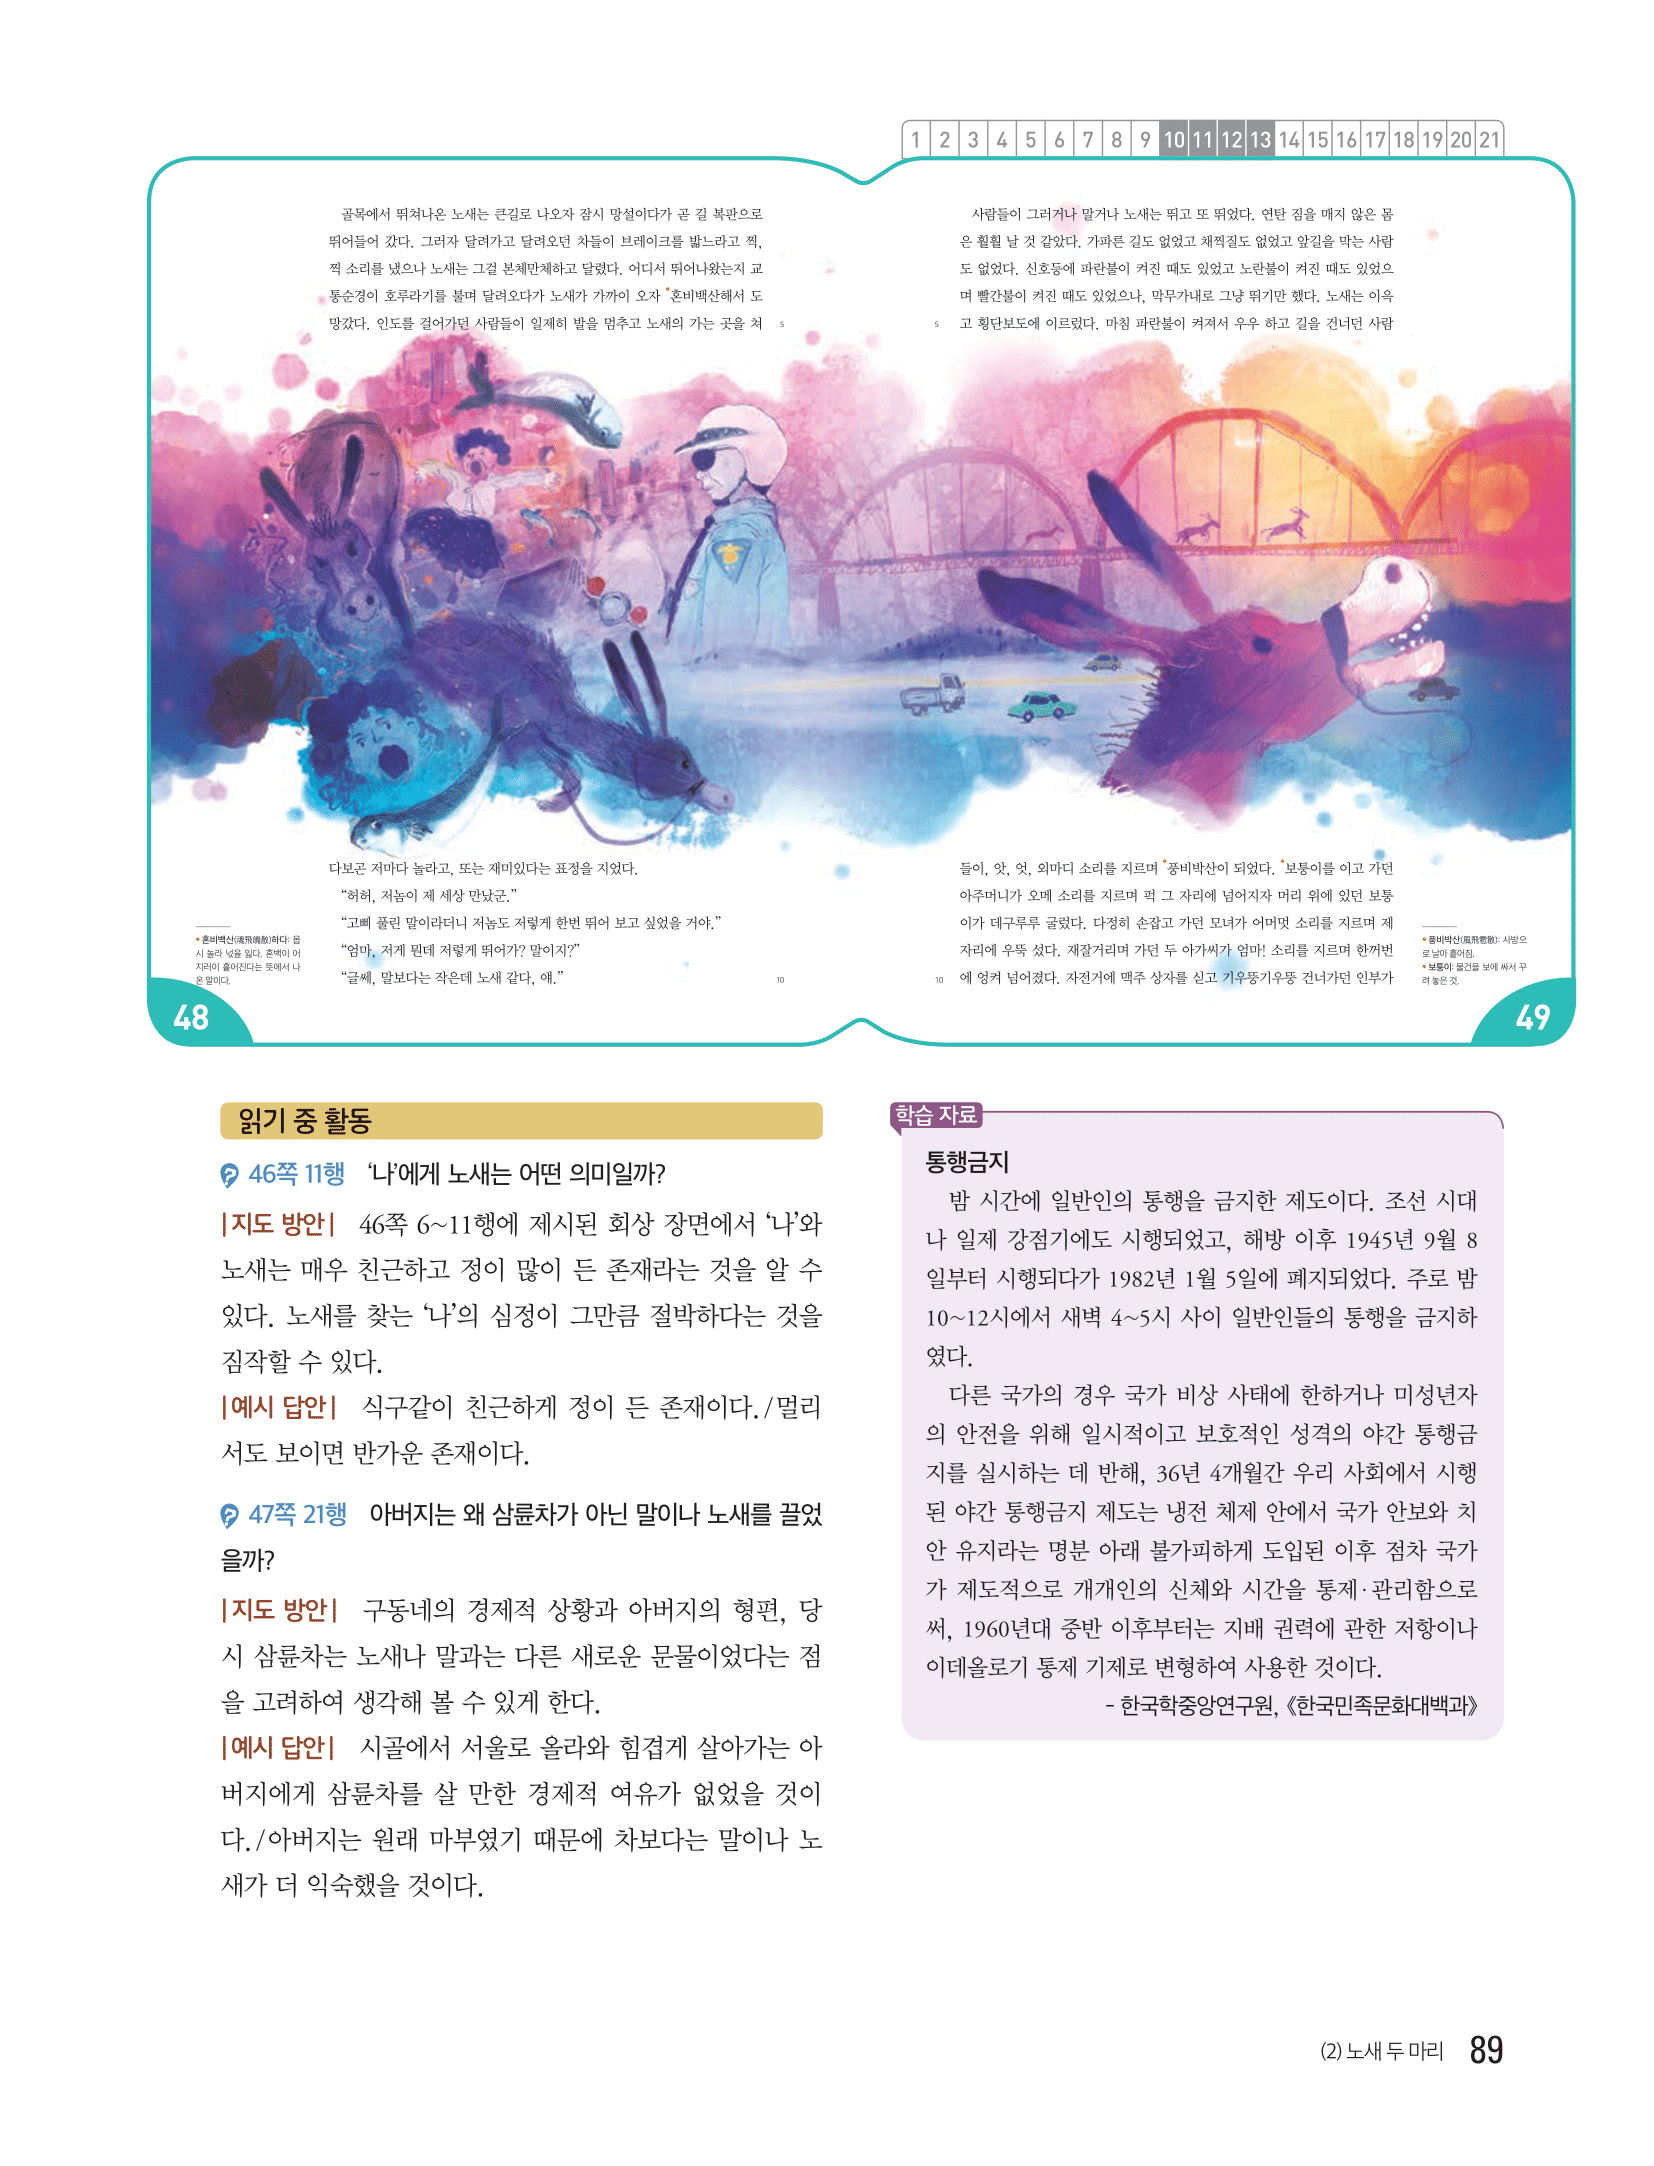 1 2 3 4 5 6 7 8 9 10 11 12 13 14 15 16 17 18 19 20 21
골목에서 뛰쳐나온 노새는 큰길로 나오자 잠시 망설이다가 곧 길 복판으로
뛰어들어 갔다. 그러자 달려가고 달려오던 차들이 브레이크를 밟느라고 찍,
찍 소리를 냈으나 노새는 그걸 본체만체하고 달렸다. 어디서 뛰어나왔는지 교
통순경이 호루라기를 불며 달려오다가 노새가 가까이 오자 *혼비백산해서 도
망갔다. 인도를 걸어가던 사람들이 일제히 발을 멈추고 노새의 가는 곳을 쳐
5
다보곤 저마다 놀라고, 또는 재미있다는 표정을 지었다.
“허허, 저놈이 제 세상 만났군.”
“고삐 풀린 말이라더니 저놈도 저렇게 한번 뛰어 보고 싶었을 거야.”
“엄마, 저게 뭔데 저렇게 뛰어가? 말이지?”
“글쎄, 말보다는 작은데 노새 같다, 얘.”
10
* 혼비백산(魂飛魄散)하다: 몹
시 놀라 넋을 잃다. 혼백이 어
지러이 흩어진다는 뜻에서 나
온 말이다.
48
사람들이 그러거나 말거나 노새는 뛰고 또 뛰었다. 연탄 짐을 매지 않은 몸
은 훨훨 날 것 같았다. 가파른 길도 없었고 채찍질도 없었고 앞길을 막는 사람
도 없었다. 신호등에 파란불이 켜진 때도 있었고 노란불이 켜진 때도 있었으
며 빨간불이 켜진 때도 있었으나, 막무가내로 그냥 뛰기만 했다. 노새는 이윽
고 횡단보도에 이르렀다. 마침 파란불이 켜져서 우우 하고 길을 건너던 사람
5
들이, 앗, 엇, 외마디 소리를 지르며 *풍비박산이 되었다. *보퉁이를 이고 가던
아주머니가 오메 소리를 지르며 퍽 그 자리에 넘어지자 머리 위에 있던 보퉁
이가 데구루루 굴렀다. 다정히 손잡고 가던 모녀가 어머멋 소리를 지르며 제
자리에 우뚝 섰다. 재잘거리며 가던 두 아가씨가 엄마! 소리를 지르며 한꺼번
에 엉켜 넘어졌다. 자전거에 맥주 상자를 싣고 기우뚱기우뚱 건너가던 인부가
10
* 풍비박산(風飛雹散): 사방으
로 날아 흩어짐.
* 보퉁이: 물건을 보에 싸서 꾸
려 놓은 것.
49
읽기 중 활동
46쪽 11행 ‘나’에게 노새는 어떤 의미일까?
|지도 방안| 46쪽 6~11행에 제시된 회상 장면에서 ‘나’와
노새는 매우 친근하고 정이 많이 든 존재라는 것을 알 수
있다. 노새를 찾는 ‘나’의 심정이 그만큼 절박하다는 것을
짐작할 수 있다.
|예시 답안| 식구같이 친근하게 정이 든 존재이다./멀리
서도 보이면 반가운 존재이다.
47쪽 21행 아버지는 왜 삼륜차가 아닌 말이나 노새를 끌었
을까?
|지도 방안| 구동네의 경제적 상황과 아버지의 형편, 당
시 삼륜차는 노새나 말과는 다른 새로운 문물이었다는 점
을 고려하여 생각해 볼 수 있게 한다.
|예시 답안| 시골에서 서울로 올라와 힘겹게 살아가는 아
버지에게 삼륜차를 살 만한 경제적 여유가 없었을 것이
다./아버지는 원래 마부였기 때문에 차보다는 말이나 노
새가 더 익숙했을 것이다.
학습 자료
통행금지
밤 시간에 일반인의 통행을 금지한 제도이다. 조선 시대
나 일제 강점기에도 시행되었고, 해방 이후 1945년 9월 8
일부터 시행되다가 1982년 1월 5일에 폐지되었다. 주로 밤
10~12시에서 새벽 4~5시 사이 일반인들의 통행을 금지하
였다.
다른 국가의 경우 국가 비상 사태에 한하거나 미성년자
의 안전을 위해 일시적이고 보호적인 성격의 야간 통행금
지를 실시하는 데 반해, 36년 4개월간 우리 사회에서 시행
된 야간 통행금지 제도는 냉전 체제 안에서 국가 안보와 치
안 유지라는 명분 아래 불가피하게 도입된 이후 점차 국가
가 제도적으로 개개인의 신체와 시간을 통제·관리함으로
써, 1960년대 중반 이후부터는 지배 권력에 관한 저항이나
이데올로기 통제 기제로 변형하여 사용한 것이다.
- 한국학중앙연구원, 《한국민족문화대백과》
(2) 노새 두 마리 89